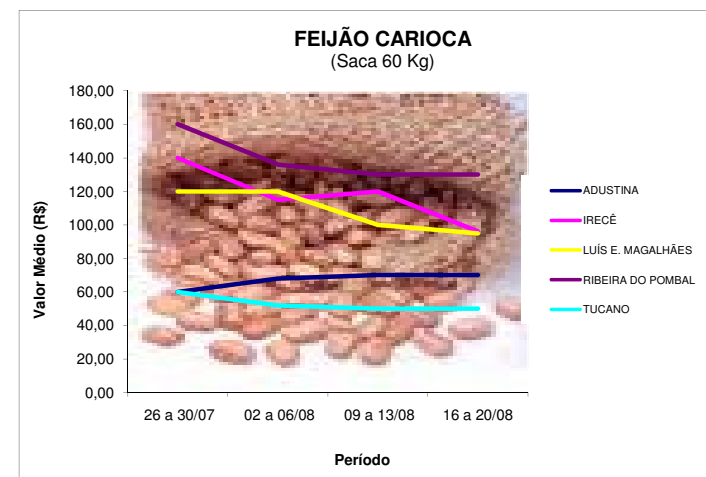 FEIJÃO CARIOCA
(Saca 60 Kg)
180,00
160,00
140,00
120,00
100,00
80,00
60,00
40,00
20,00
0,00
Valor Médio (R$)
26 a 30/07
02 a 06/08
09 a 13/08
16 a 20/08
Período
ADUSTINA
IRECÊ
LUÍS E. MAGALHÃES
RIBEIRA DO POMBAL
TUCANO